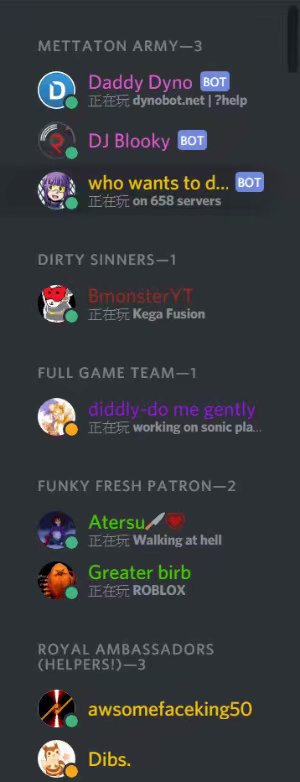 METTATON ARMY—3
Daddy Dyno BOT
正在玩 dynobot.net | ?help
DJ Blooky BOT
who wants to d... BOT
正在玩 on 658 servers
DIRTY SINNERS—1
BmonsterYT
正在玩 Kega Fusion
FULL GAME TEAM—1
diddly-do me gently
正在玩 working on sonic pla...
FUNKY FRESH PATRON—2
Atersu🔪❤️
正在玩 Walking at hell
Greater birb
正在玩 ROBLOX
ROYAL AMBASSADORS
(HELPERS!)—3
awsomefaceking50
Dibs.